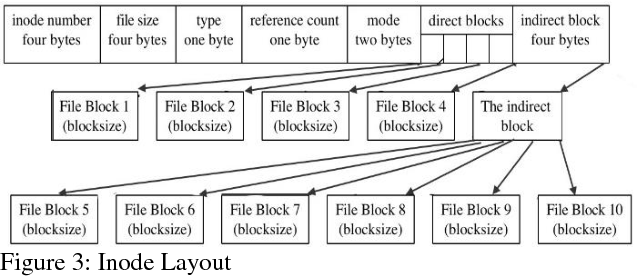 inode number file size type reference count mode direct blocks indirect block
four bytes four bytes one byte one byte two bytes four bytes
File Block 1 File Block 2 File Block 3 File Block 4 The indirect
(blocksize) (blocksize) (blocksize) (blocksize) block
File Block 5 File Block 6 File Block 7 File Block 8 File Block 9 File Block 10
(blocksize) (blocksize) (blocksize) (blocksize) (blocksize) (blocksize)
Figure 3: Inode Layout